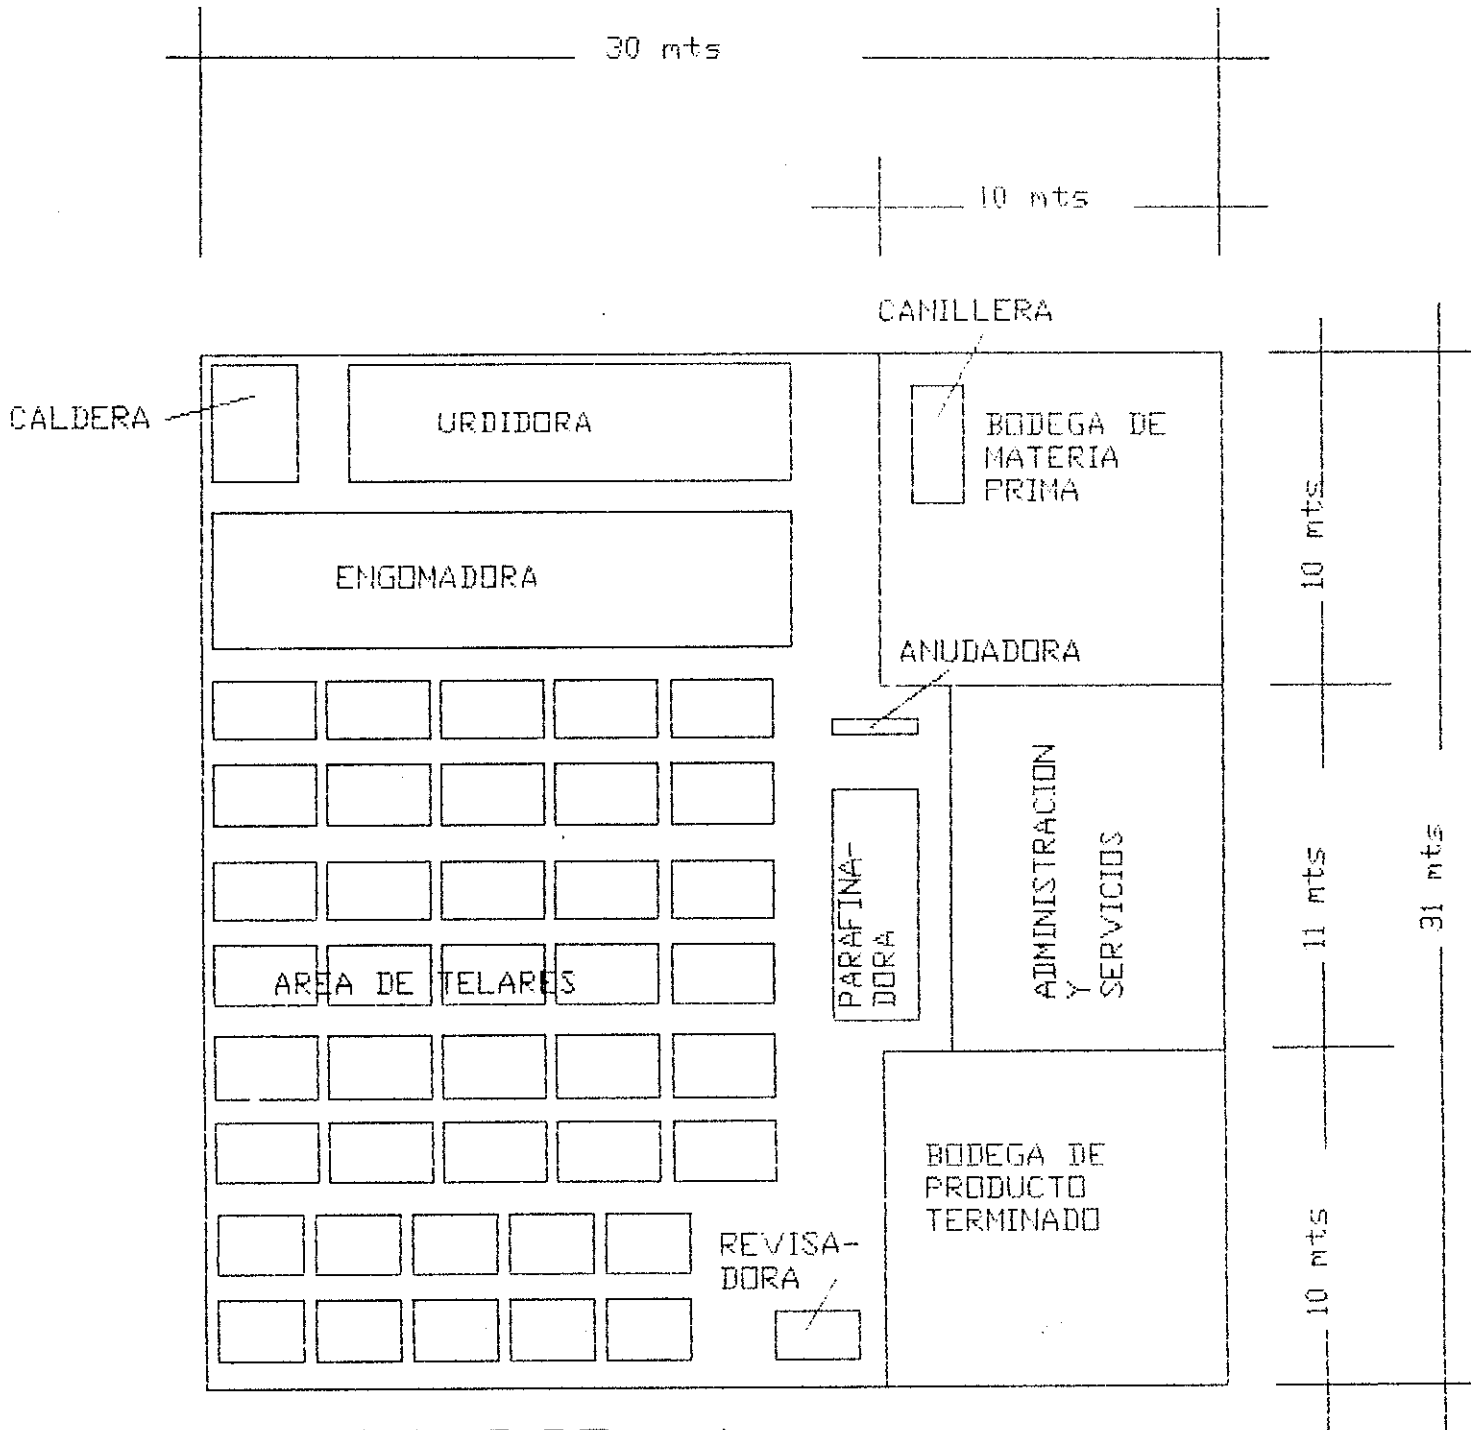 30 mts
10 mts
CANILLERA
CALDERA
URDIDORA
BODEGA DE
MATERIA
PRIMA
10 mts
ENGOMADORA
ANUDADORA
ADMINISTRACION
Y
SERVICIOS
PARAFINA-
DORA
11 mts
31 mts
AREA DE TELARES
BODEGA DE
PRODUCTO
TERMINADO
REVISA-
DORA
10 mts